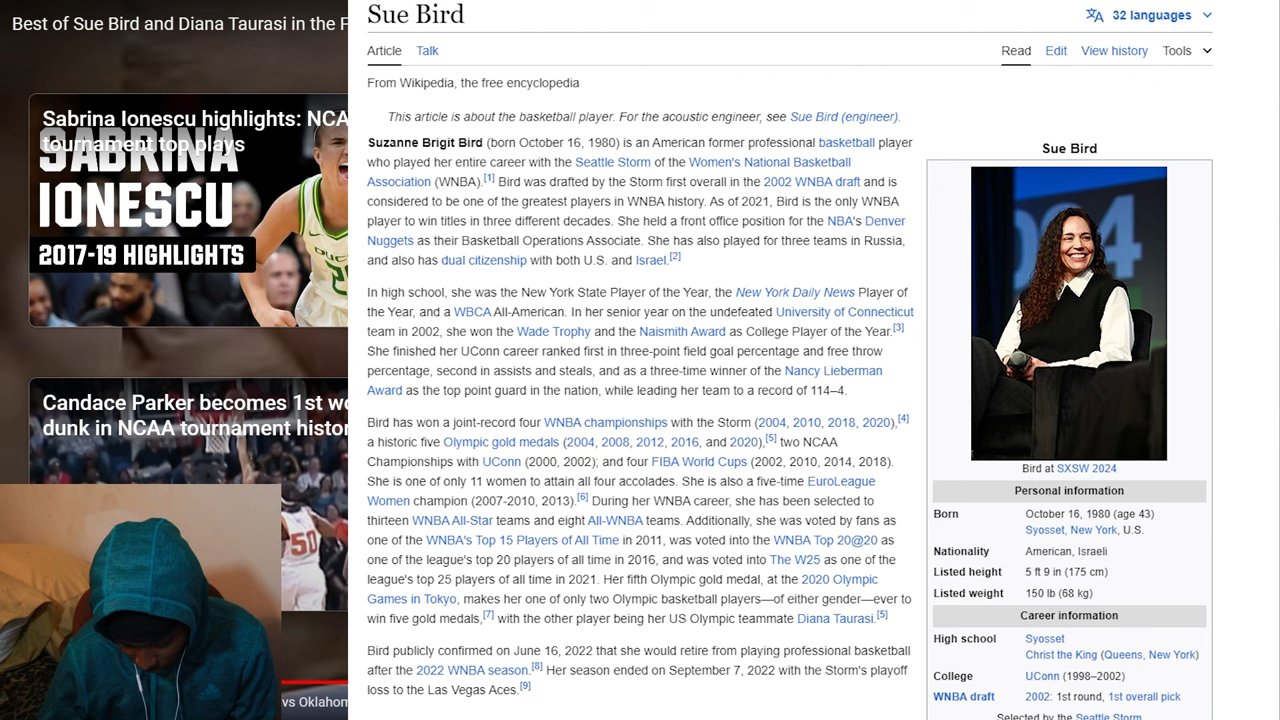 Best of Sue Bird and Diana Taurasi in the F
Sabrina Ionescu highlights: NCA
tournament top plays
SABRINA
IONESCU
2017-19 HIGHLIGHTS
Candace Parker becomes 1st wo
dunk in NCAA tournament histor
50
vs Oklahom
Sue Bird
32 languages
Article Talk Read Edit View history Tools
From Wikipedia, the free encyclopedia
This article is about the basketball player. For the acoustic engineer, see Sue Bird (engineer).
Suzanne Brigit Bird (born October 16, 1980) is an American former professional basketball player
who played her entire career with the Seattle Storm of the Women's National Basketball
Association (WNBA).[1] Bird was drafted by the Storm first overall in the 2002 WNBA draft and is
considered to be one of the greatest players in WNBA history. As of 2021, Bird is the only WNBA
player to win titles in three different decades. She held a front office position for the NBA's Denver
Nuggets as their Basketball Operations Associate. She has also played for three teams in Russia,
and also has dual citizenship with both U.S. and Israel.[2]
In high school, she was the New York State Player of the Year, the New York Daily News Player of
the Year, and a WBCA All-American. In her senior year on the undefeated University of Connecticut
team in 2002, she won the Wade Trophy and the Naismith Award as College Player of the Year.[3]
She finished her UConn career ranked first in three-point field goal percentage and free throw
percentage, second in assists and steals, and as a three-time winner of the Nancy Lieberman
Award as the top point guard in the nation, while leading her team to a record of 114–4.
Bird has won a joint-record four WNBA championships with the Storm (2004, 2010, 2018, 2020),[4]
a historic five Olympic gold medals (2004, 2008, 2012, 2016, and 2020),[5] two NCAA
Championships with UConn (2000, 2002); and four FIBA World Cups (2002, 2010, 2014, 2018).
She is one of only 11 women to attain all four accolades. She is also a five-time EuroLeague
Women champion (2007-2010, 2013).[6] During her WNBA career, she has been selected to
thirteen WNBA All-Star teams and eight All-WNBA teams. Additionally, she was voted by fans as
one of the WNBA's Top 15 Players of All Time in 2011, was voted into the WNBA Top 20@20 as
one of the league's top 20 players of all time in 2016, and was voted into The W25 as one of the
league's top 25 players of all time in 2021. Her fifth Olympic gold medal, at the 2020 Olympic
Games in Tokyo, makes her one of only two Olympic basketball players—of either gender—ever to
win five gold medals,[7] with the other player being her US Olympic teammate Diana Taurasi.[5]
Bird publicly confirmed on June 16, 2022 that she would retire from playing professional basketball
after the 2022 WNBA season.[8] Her season ended on September 7, 2022 with the Storm's playoff
loss to the Las Vegas Aces.[9]
Sue Bird
Bird at SXSW 2024
Personal information
Born October 16, 1980 (age 43)
Syosset, New York, U.S.
Nationality American, Israeli
Listed height 5 ft 9 in (175 cm)
Listed weight 150 lb (68 kg)
Career information
High school Syosset
Christ the King (Queens, New York)
College UConn (1998–2002)
WNBA draft 2002: 1st round, 1st overall pick
Selected by the Seattle Storm